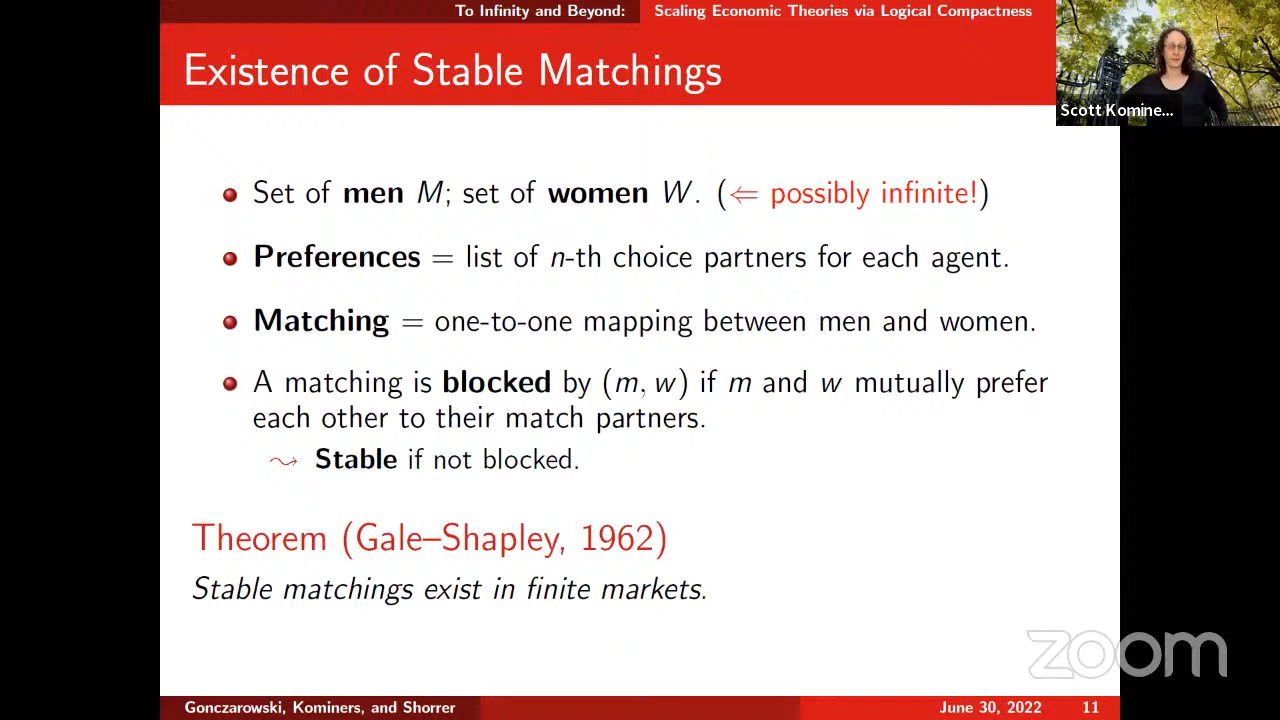 To Infinity and Beyond: Scaling Economic Theories via Logical Compactness
Existence of Stable Matchings
Scott Komine...
Set of men M; set of women W. (⇐ possibly infinite!)
Preferences = list of n-th choice partners for each agent.
Matching = one-to-one mapping between men and women.
A matching is blocked by (m, w) if m and w mutually prefer
each other to their match partners.
⇝ Stable if not blocked.
Theorem (Gale–Shapley, 1962)
Stable matchings exist in finite markets.
zoom
Gonczarowski, Kominers, and Shorrer June 30, 2022 11